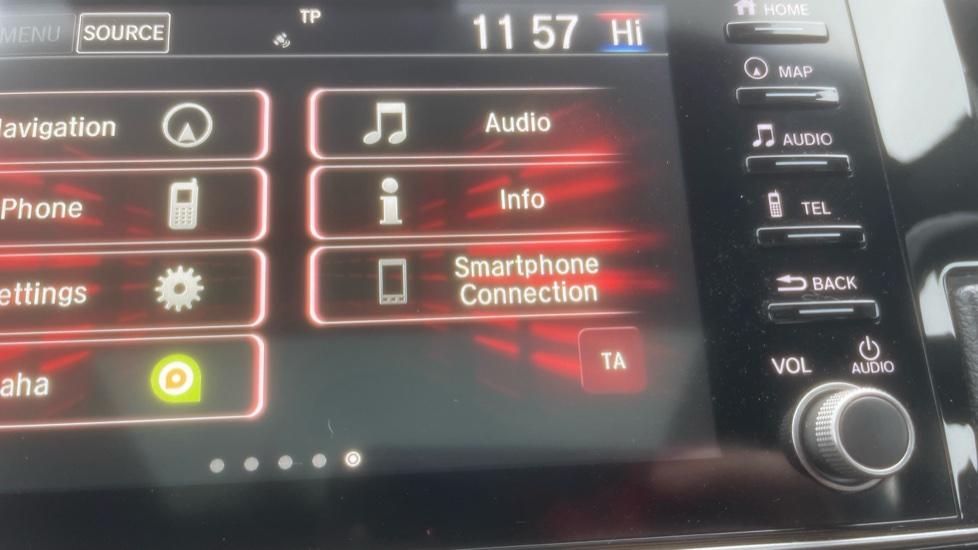 MENU SOURCE TP 11 57 Hi
avigation Audio
Phone Info
ettings Smartphone
Connection
aha TA
HOME
MAP
AUDIO
TEL
BACK
VOL AUDIO